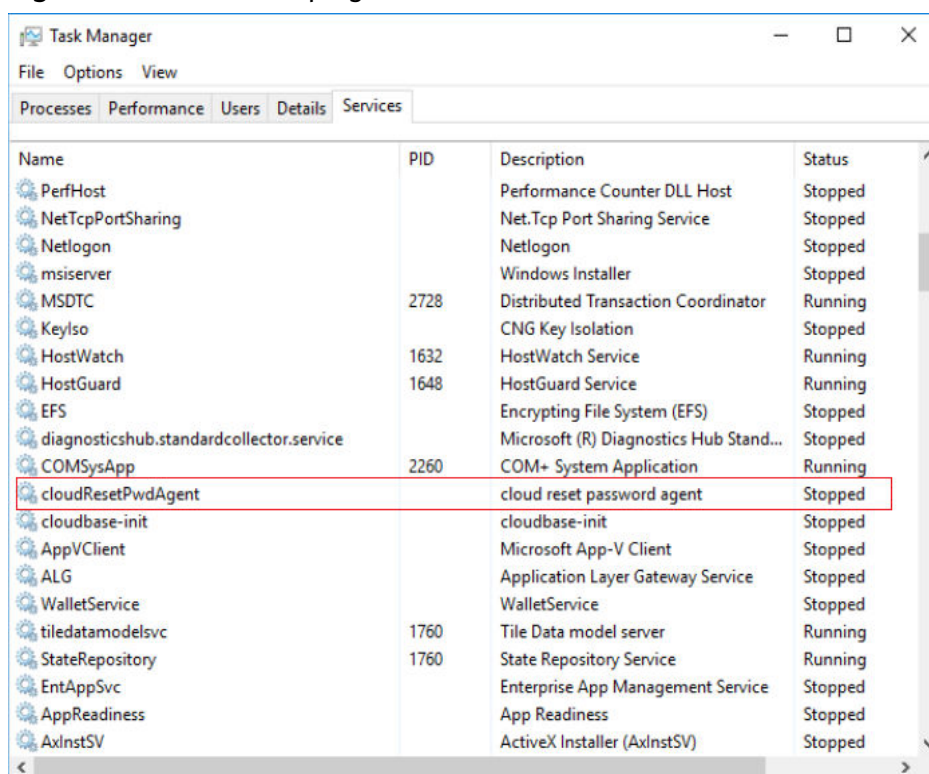 Task Manager
File Options View
Processes Performance Users Details Services
Name PID Description Status
PerfHost Performance Counter DLL Host Stopped
NetTcpPortSharing Net.Tcp Port Sharing Service Stopped
Netlogon Netlogon Stopped
msiserver Windows Installer Stopped
MSDTC 2728 Distributed Transaction Coordinator Running
KeyIso CNG Key Isolation Stopped
HostWatch 1632 HostWatch Service Running
HostGuard 1648 HostGuard Service Running
EFS Encrypting File System (EFS) Stopped
diagnosticshub.standardcollector.service Microsoft (R) Diagnostics Hub Stand... Stopped
COMSysApp 2260 COM+ System Application Running
cloudResetPwdAgent cloud reset password agent Stopped
cloudbase-init cloudbase-init Stopped
AppVClient Microsoft App-V Client Stopped
ALG Application Layer Gateway Service Stopped
WalletService WalletService Stopped
tiledatamodelsvc 1760 Tile Data model server Running
StateRepository 1760 State Repository Service Running
EntAppSvc Enterprise App Management Service Stopped
AppReadiness App Readiness Stopped
AxInstSV ActiveX Installer (AxInstSV) Stopped